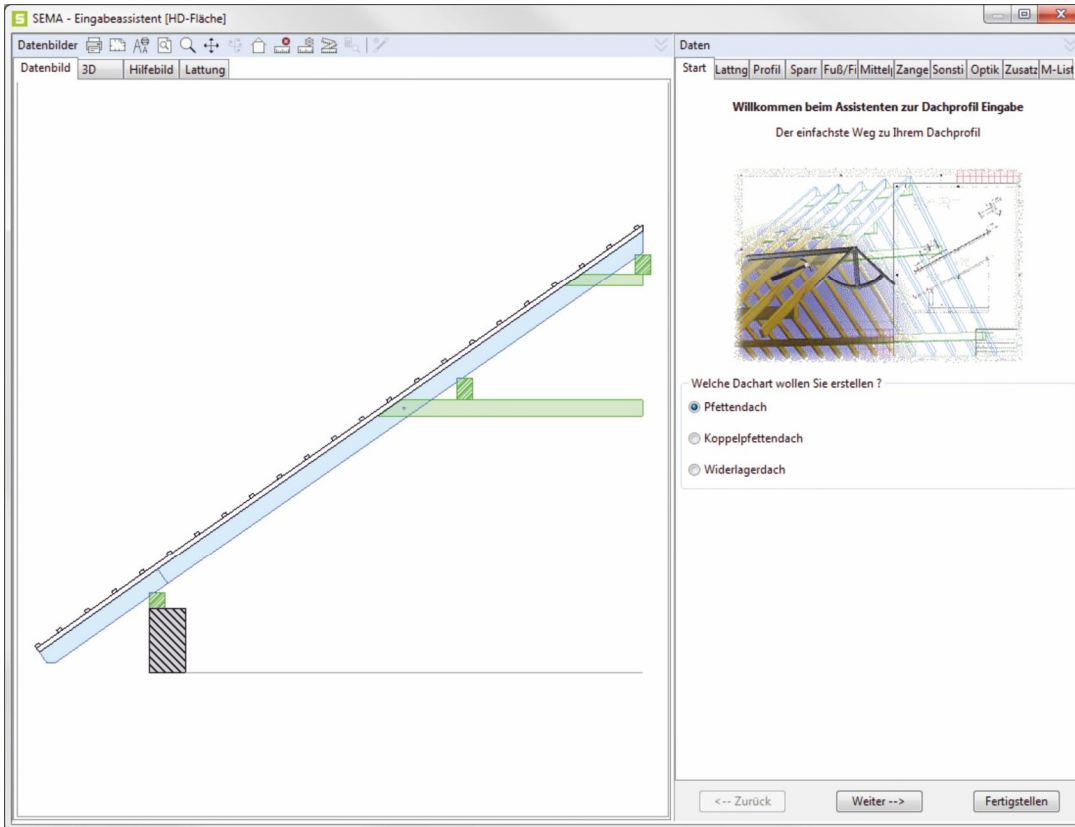 SEMA - Eingabeassistent [HD-Fläche]
Datenbilder
Datenbild 3D Hilfebild Lattung
Daten
Start Lattng Profil Sparr Fuß/Fi Mittelp Zange Sonsti Optik Zusatz M-List
Willkommen beim Assistenten zur Dachprofil Eingabe
Der einfachste Weg zu Ihrem Dachprofil
Welche Dachart wollen Sie erstellen ?
Pfettendach
Koppelpfettendach
Widerlagerdach
<-- Zurück Weiter --> Fertigstellen